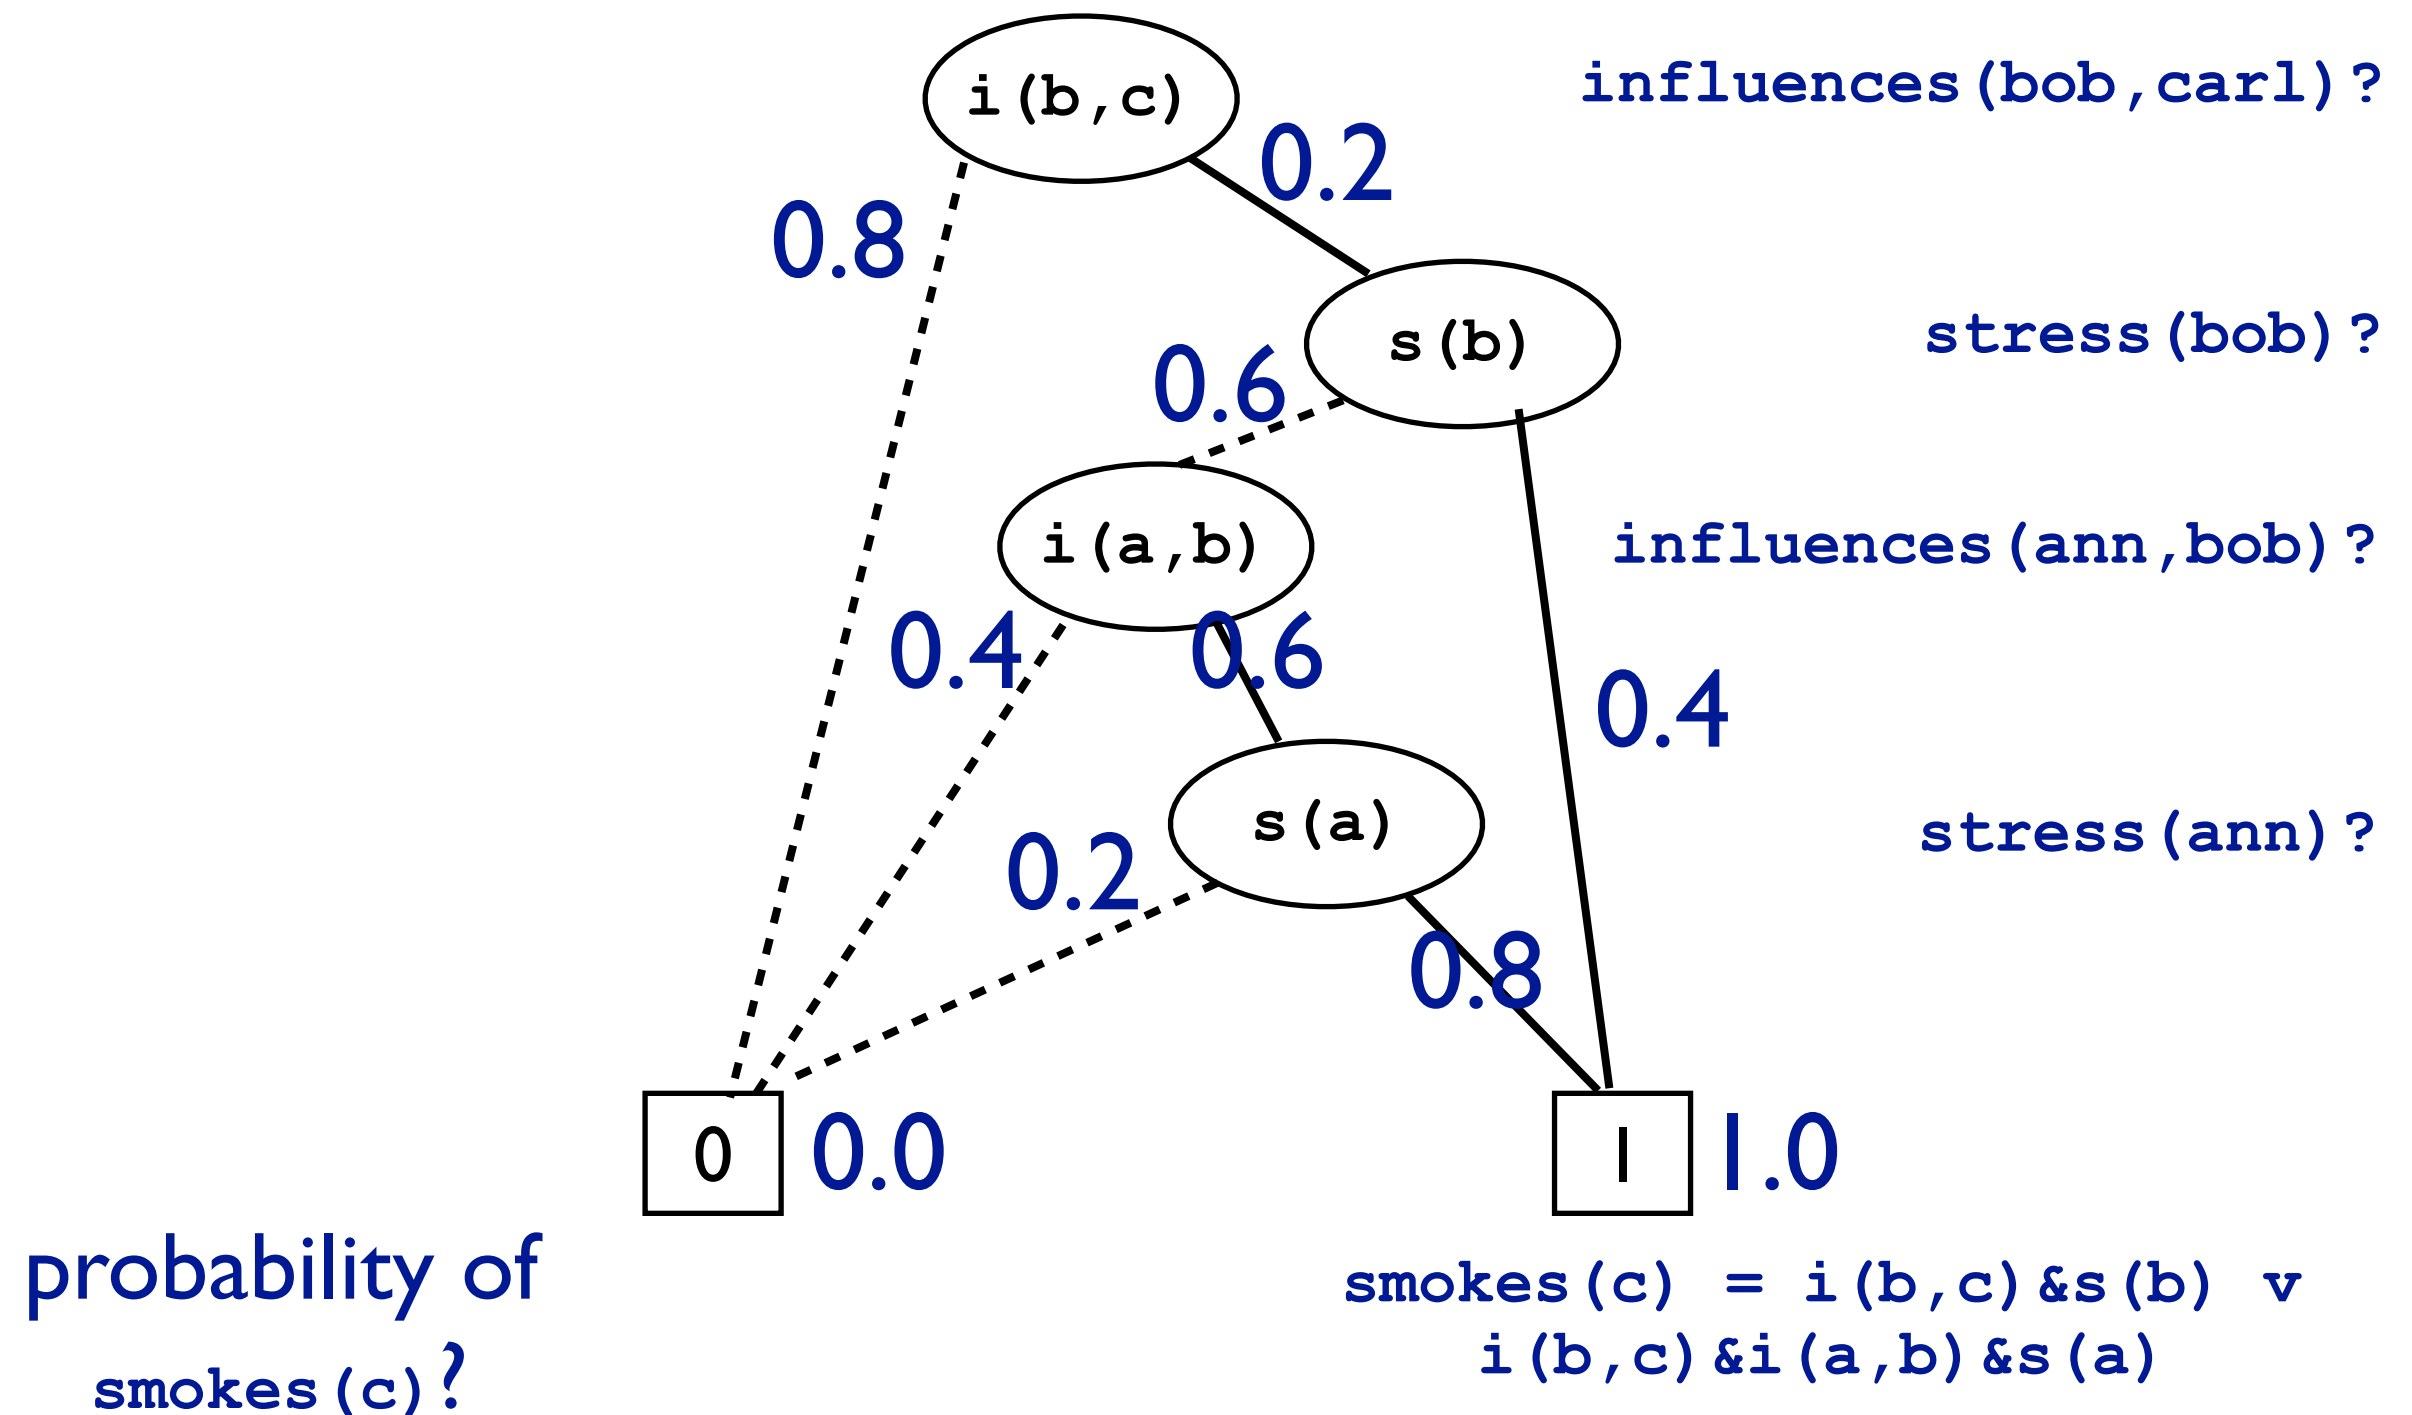 i(b,c)
influences(bob,carl)?
0.2
0.8
s(b)
stress(bob)?
0.6
i(a,b)
influences(ann,bob)?
0.4
0.6
0.4
s(a)
stress(ann)?
0.2
0.8
0
0.0
1
1.0
probability of
smokes(c)?
smokes(c) = i(b,c)&s(b) v
i(b,c)&i(a,b)&s(a)